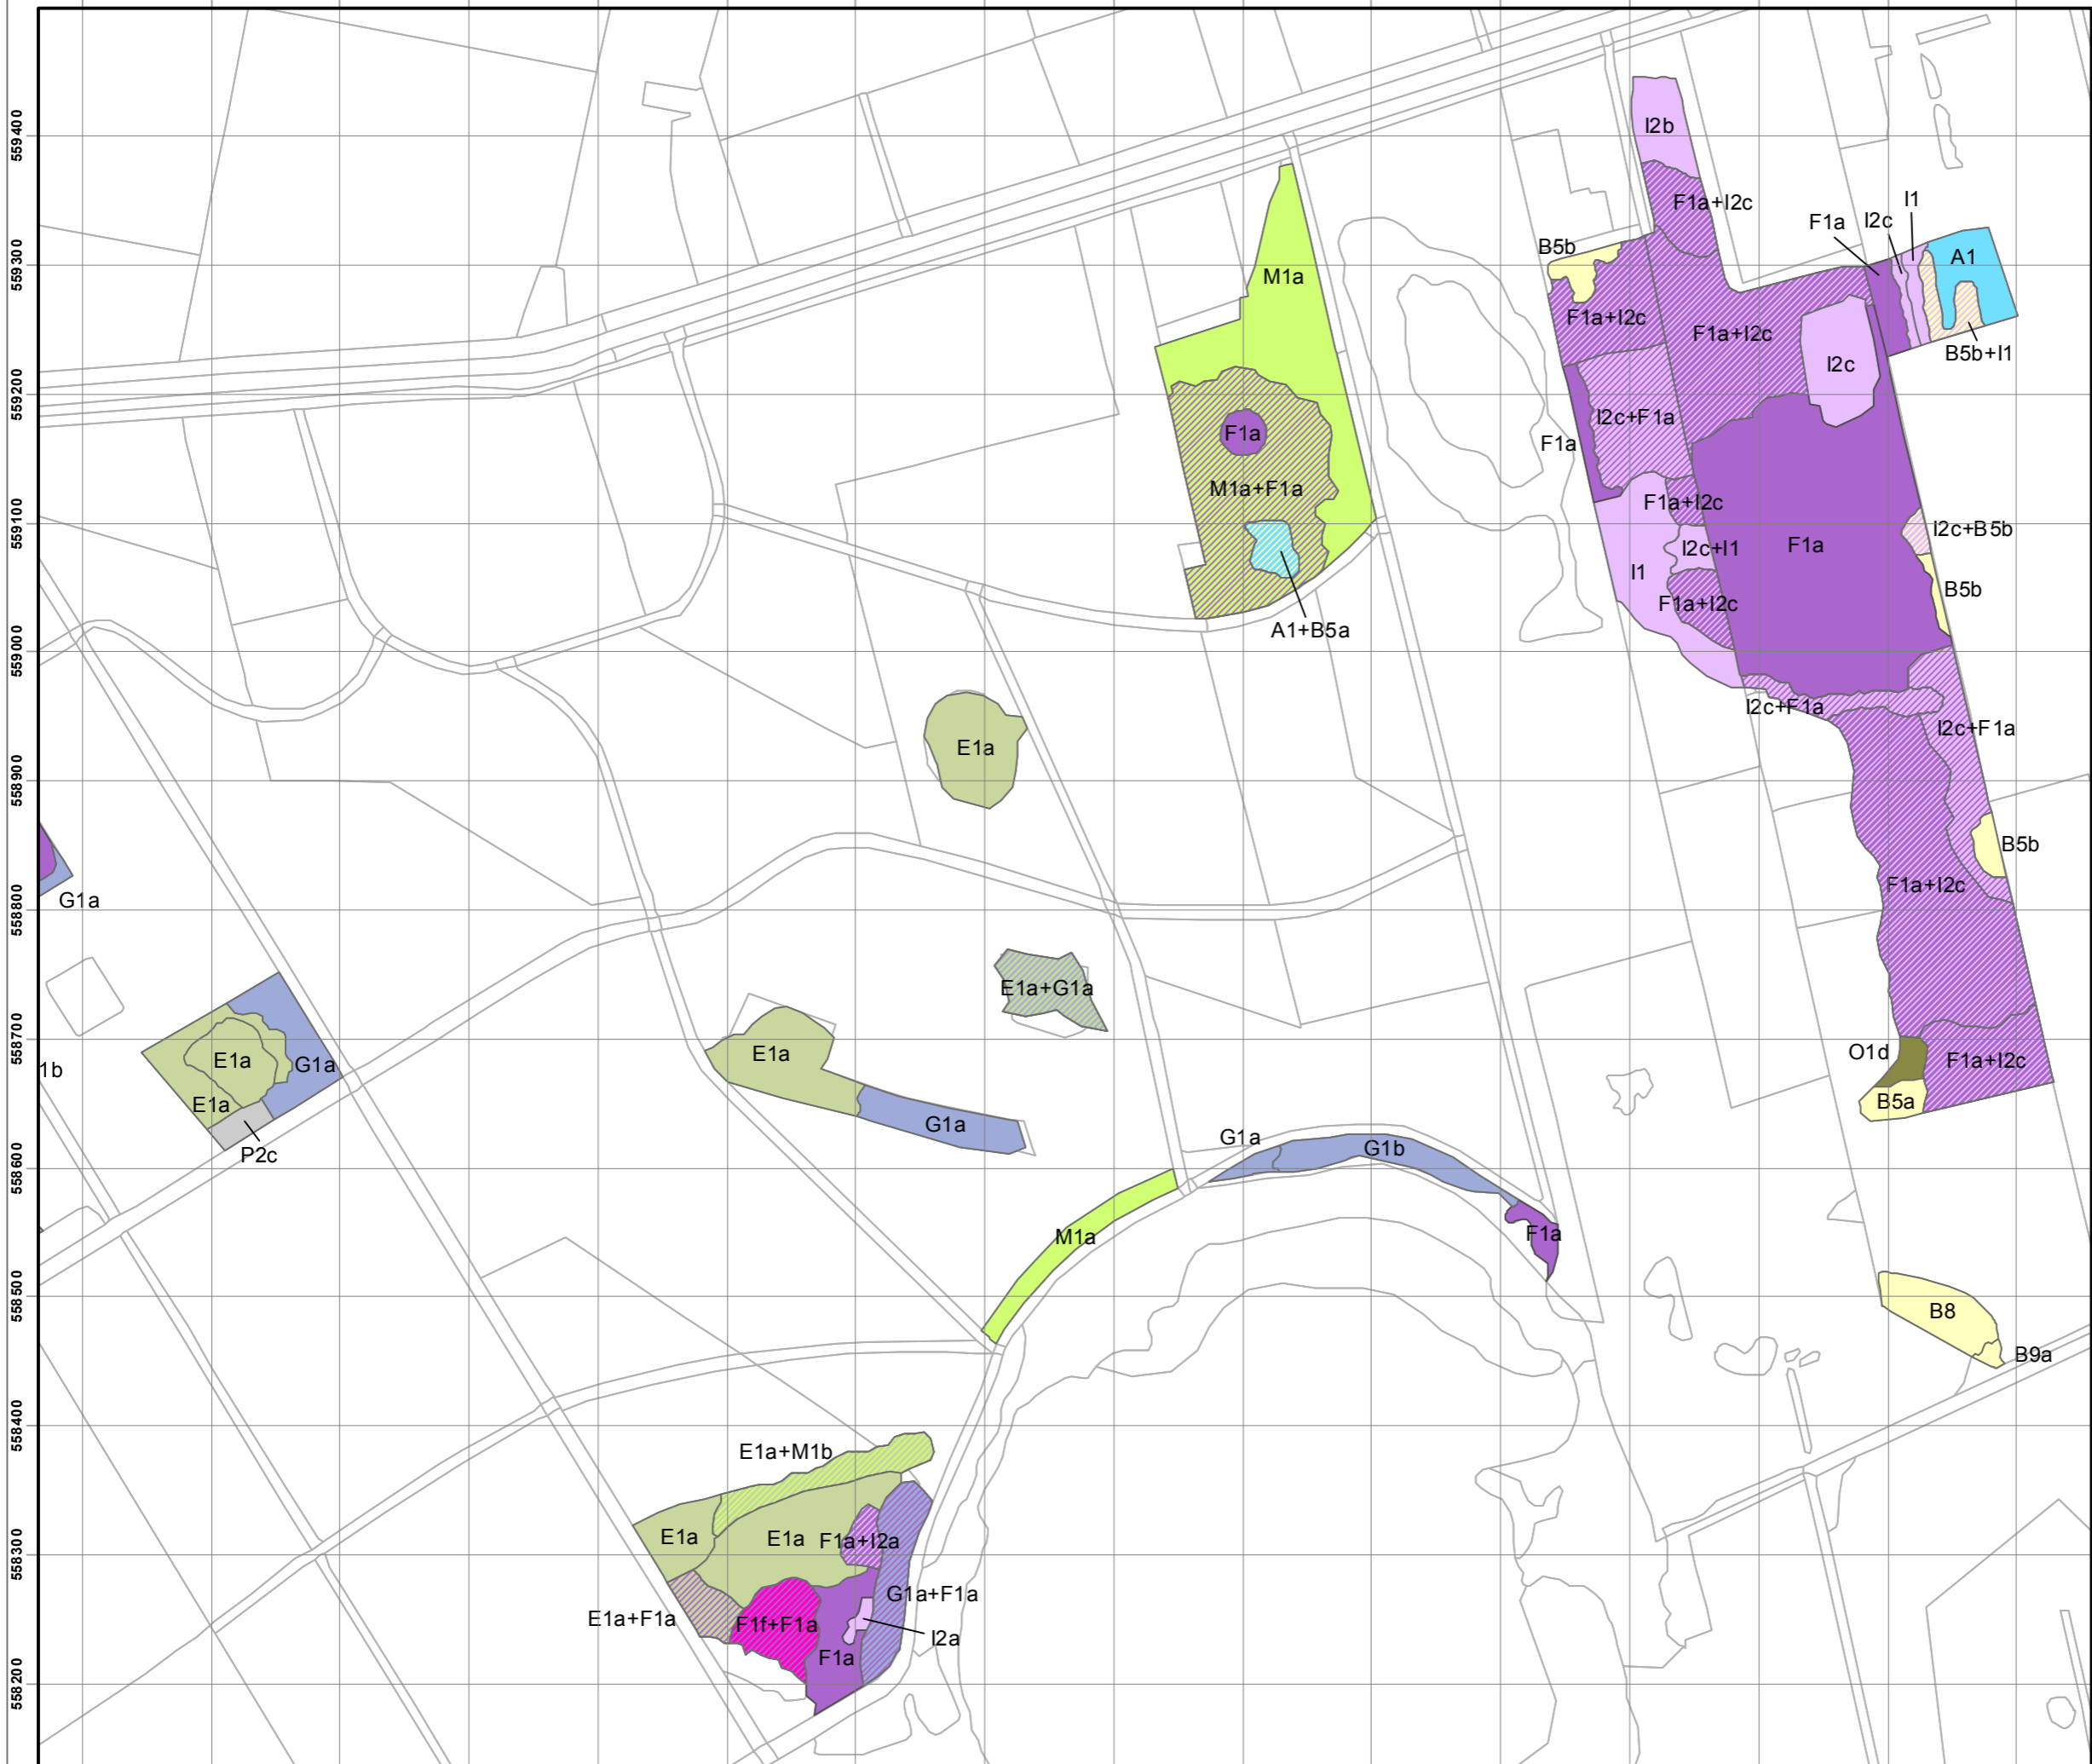 559400
559300
559200
559100
559000
558900
558800
558700
558600
558500
558400
558300
558200
I2b
F1a+I2c
F1a
I2c
I1
A1
B5b
F1a+I2c
F1a+I2c
I2c
B5b+I1
M1a
I2c+F1a
F1a
F1a
M1a+F1a
F1a+I2c
I2c+B5b
I2c+I1
F1a
I1
B5b
F1a+I2c
A1+B5a
I2c+F1a
I2c+F1a
E1a
B5b
F1a+I2c
G1a
E1a+G1a
E1a
G1a
1b
E1a
P2c
E1a
G1a
O1d
F1a+I2c
B5a
G1a
G1b
M1a
F1a
B8
B9a
E1a+M1b
E1a
E1a
F1a+I2a
G1a+F1a
E1a+F1a
F1f+F1a
I2a
F1a